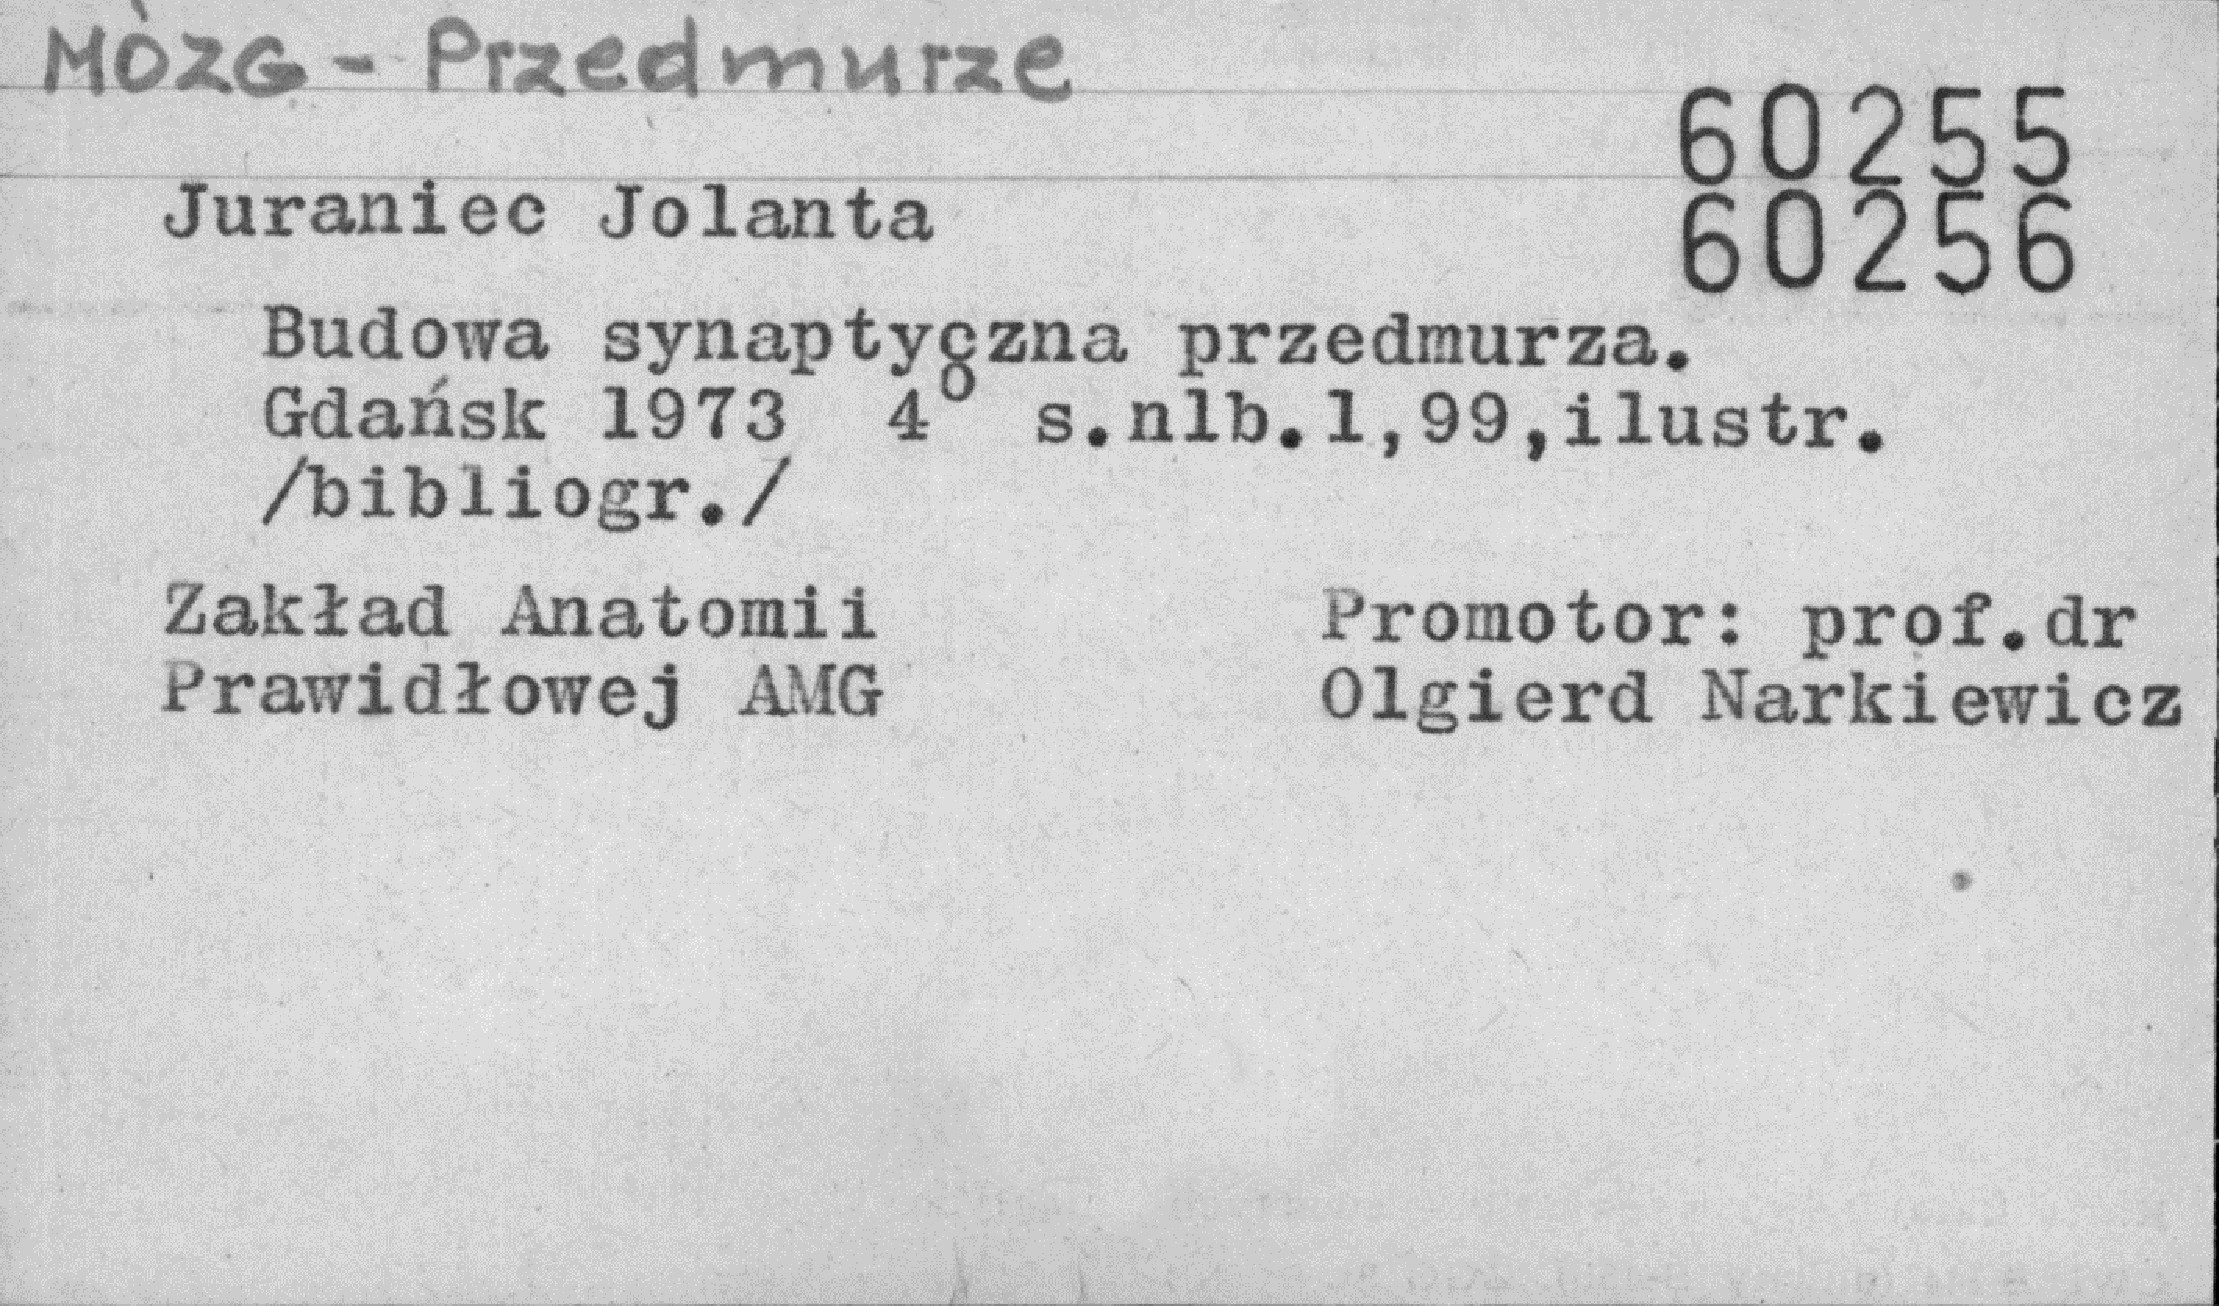 MÓZG - Przedmurze
60255
60256
Juraniec Jolanta
Budowa synaptyczna przedmurza.
Gdańsk 1973 4° s.nlb.1,99,ilustr.
/bibliogr./
Zakład Anatomii
Prawidłowej AMG
Promotor: prof.dr
Olgierd Narkiewicz